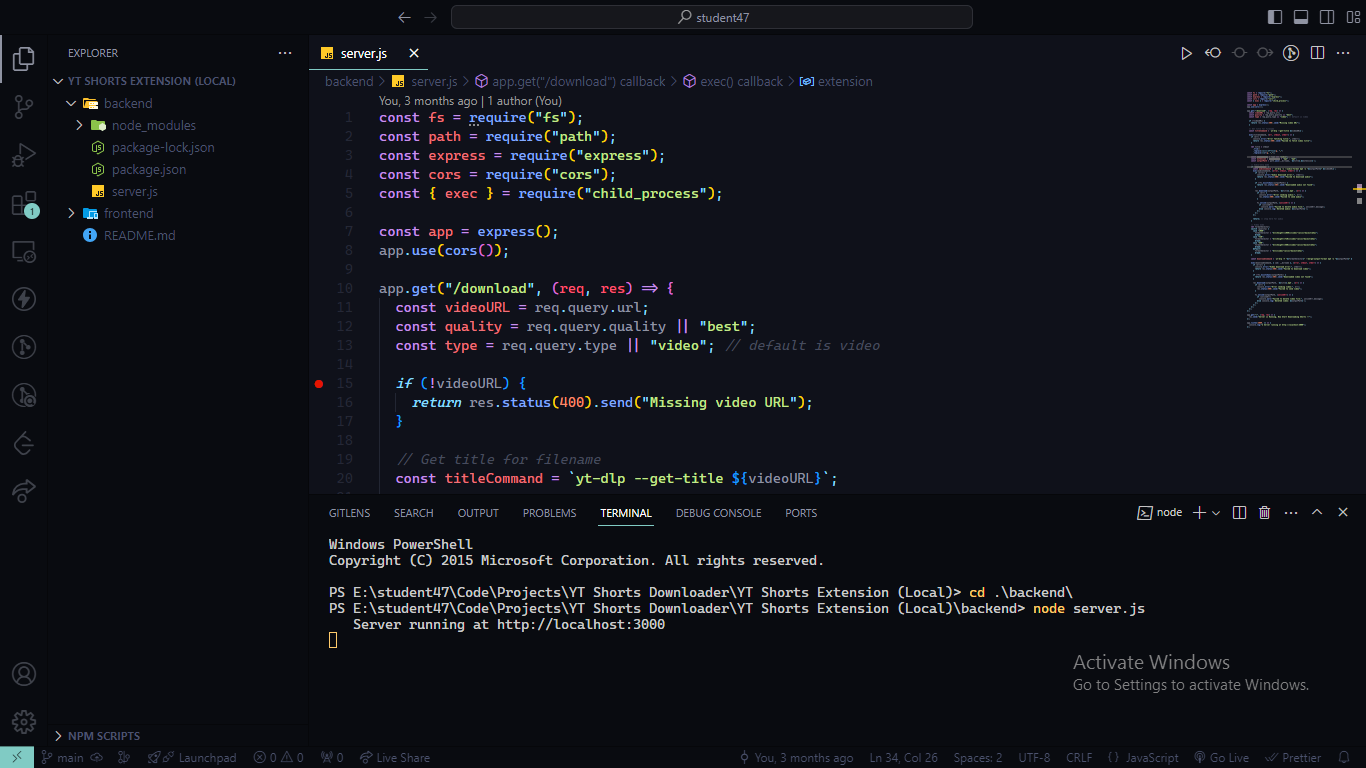 student47
EXPLORER
YT SHORTS EXTENSION (LOCAL)
backend
node_modules
package-lock.json
package.json
JS server.js
frontend
README.md
NPM SCRIPTS
1
JS server.js
backend > JS server.js > app.get("/download") callback > exec() callback > extension
You, 3 months ago | 1 author (You)
1 const fs = require("fs");
2 const path = require("path");
3 const express = require("express");
4 const cors = require("cors");
5 const { exec } = require("child_process");
6
7 const app = express();
8 app.use(cors());
9
10 app.get("/download", (req, res) => {
11 const videoURL = req.query.url;
12 const quality = req.query.quality || "best";
13 const type = req.query.type || "video"; // default is video
14
15 if (!videoURL) {
16 return res.status(400).send("Missing video URL");
17 }
18
19 // Get title for filename
20 const titleCommand = `yt-dlp --get-title ${videoURL}`;
GITLENS SEARCH OUTPUT PROBLEMS TERMINAL DEBUG CONSOLE PORTS
node
Windows PowerShell
Copyright (C) 2015 Microsoft Corporation. All rights reserved.
PS E:\student47\Code\Projects\YT Shorts Downloader\YT Shorts Extension (Local)> cd .\backend\
PS E:\student47\Code\Projects\YT Shorts Downloader\YT Shorts Extension (Local)\backend> node server.js
Server running at http://localhost:3000
Activate Windows
Go to Settings to activate Windows.
main Launchpad 0 0 0 Live Share You, 3 months ago Ln 34, Col 26 Spaces: 2 UTF-8 CRLF {} JavaScript Go Live Prettier